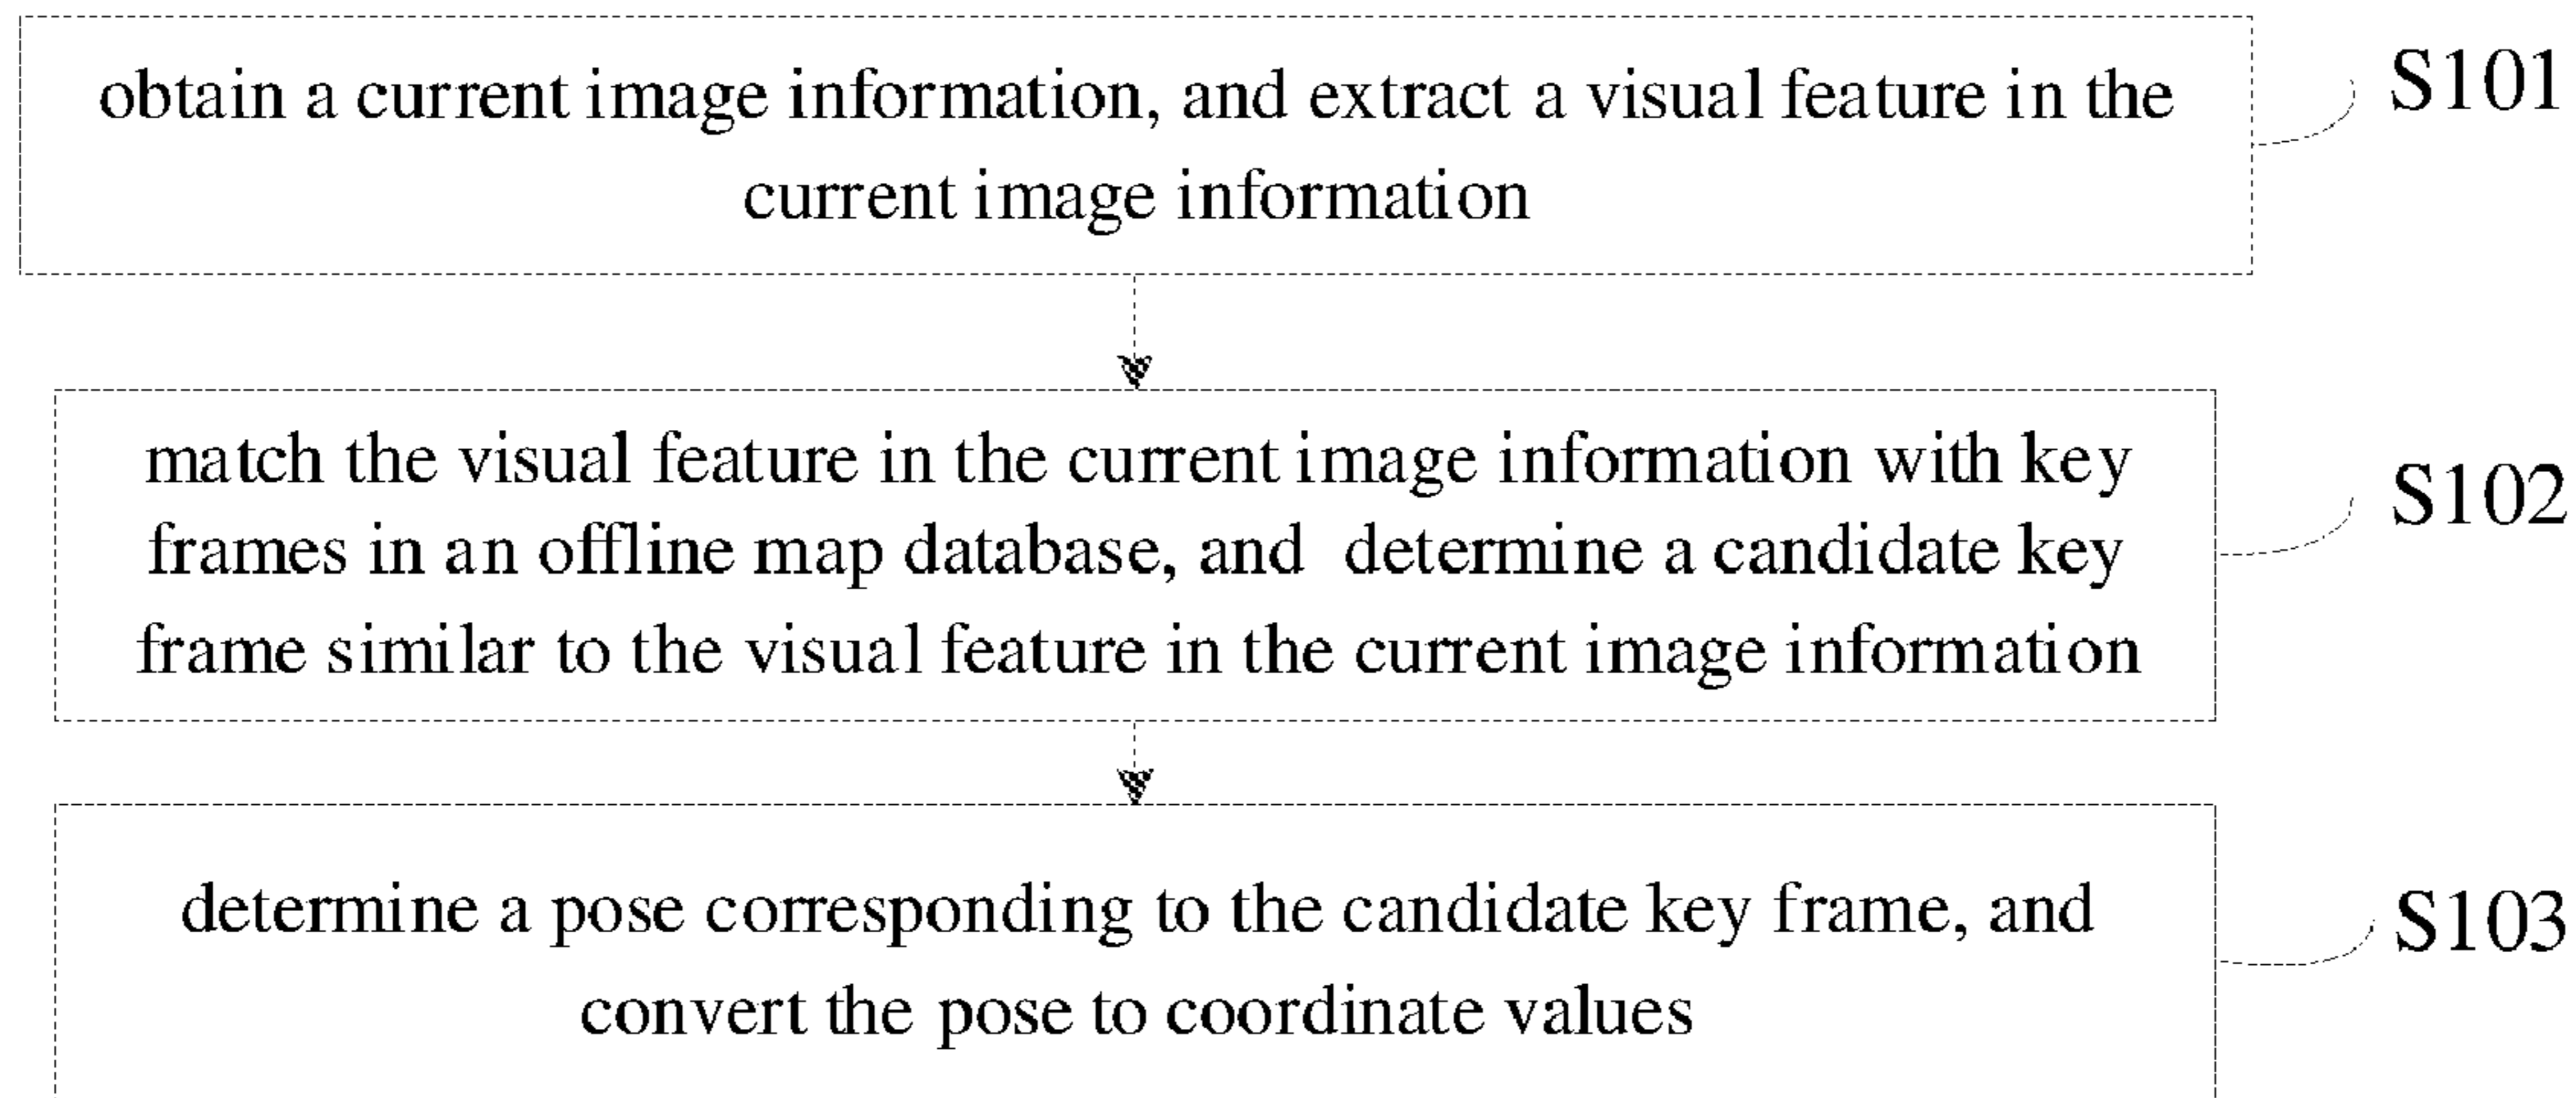 obtain a current image information, and extract a visual feature in the
current image information
S101
match the visual feature in the current image information with key
frames in an offline map database, and determine a candidate key
frame similar to the visual feature in the current image information
S102
determine a pose corresponding to the candidate key frame, and
convert the pose to coordinate values
S103